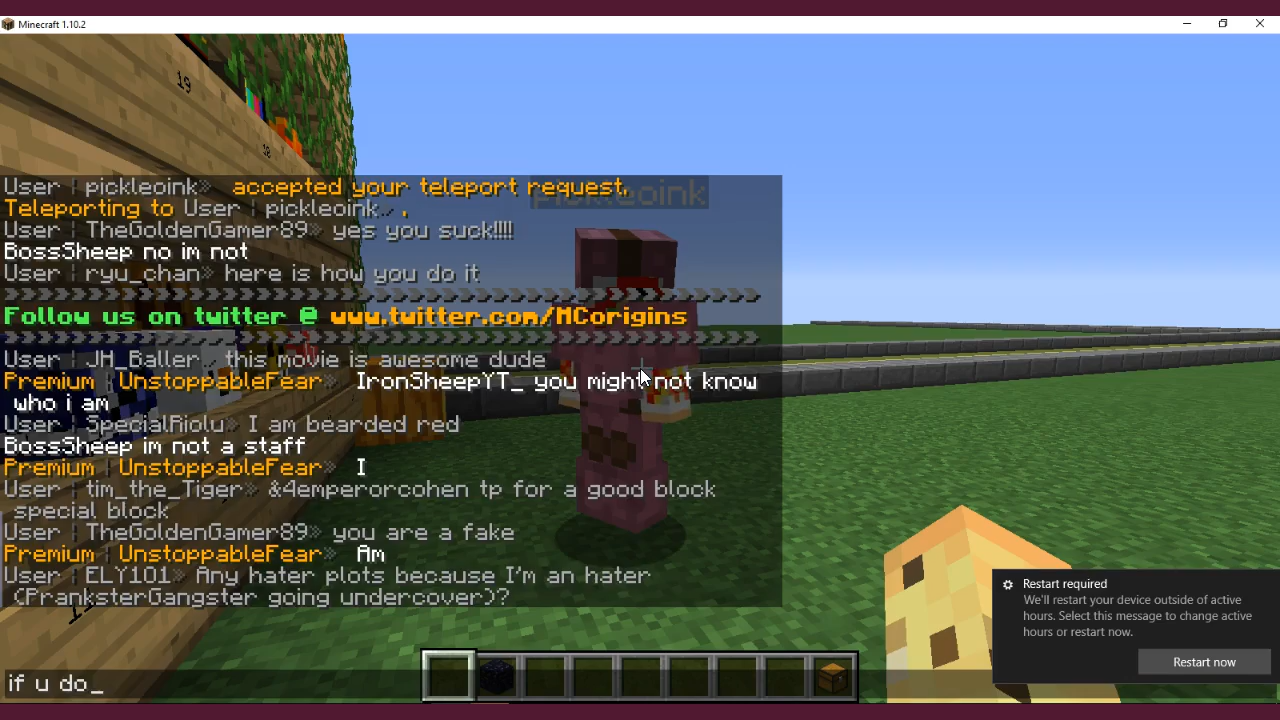 Minecraft 1.10.2
19
18
pickleoink
User | pickleoink» accepted your teleport request.
Teleporting to User | pickleoink» .
User | TheGoldenGamer89» yes you suck!!!!
BossSheep no im not
User | ryu_chan» here is how you do it
Follow us on twitter @ www.twitter.com/MCorigins
User | JH_Baller» this movie is awesome dude
Premium | UnstoppableFear» IronSheepYT_ you might not know
who i am
User | SpecialRiolu» I am bearded red
BossSheep im not a staff
Premium | UnstoppableFear» I
User | tim_the_Tiger» &4emperorcohen tp for a good block
special block
User | TheGoldenGamer89» you are a fake
Premium | UnstoppableFear» Am
User | ELY101» Any hater plots because I'm an hater
(PranksterGangster going undercover)?
if u do_
Restart required
We'll restart your device outside of active
hours. Select this message to change active
hours or restart now.
Restart now